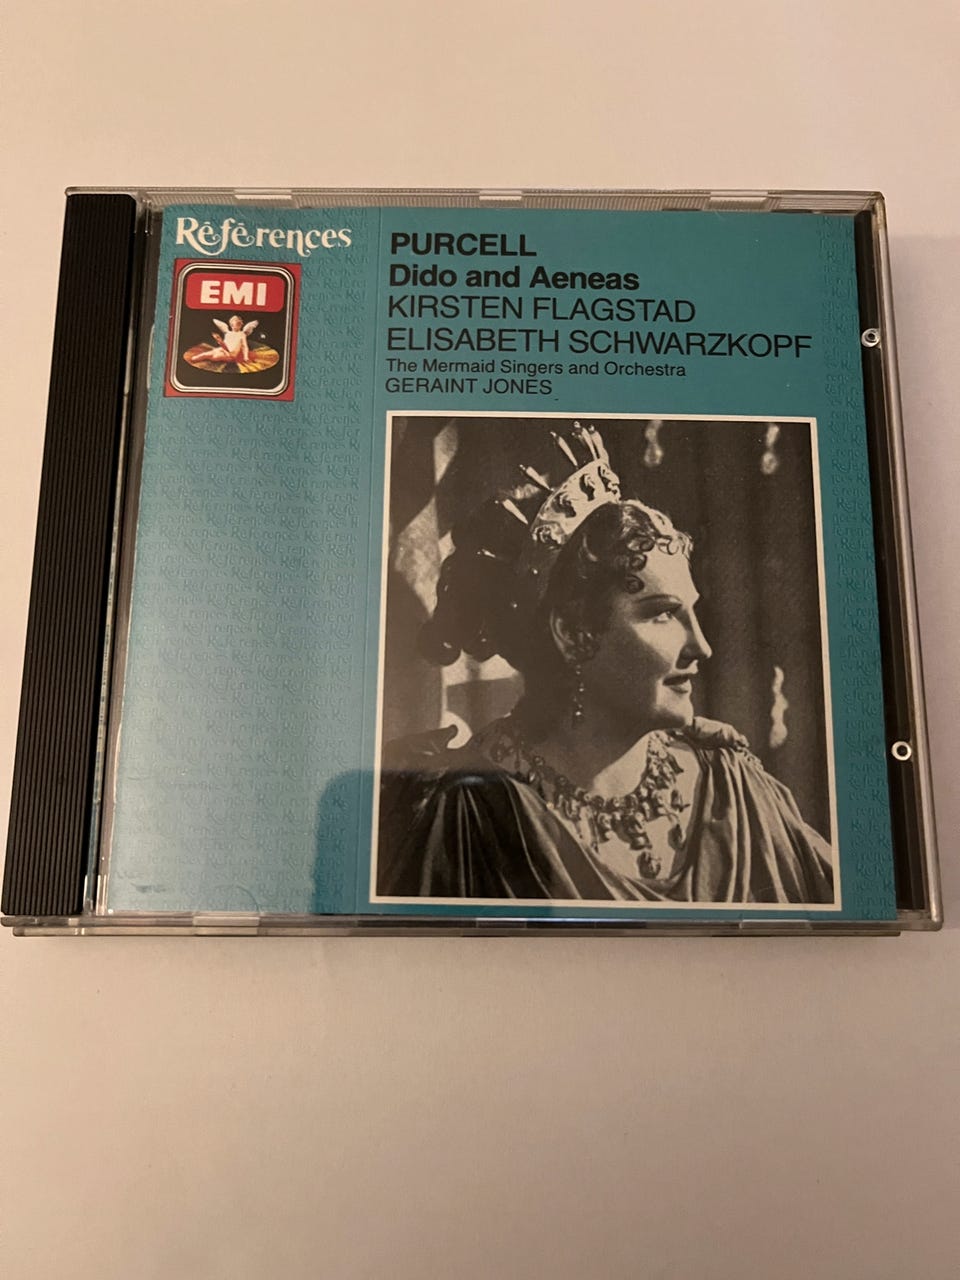 Références
EMI
PURCELL
Dido and Aeneas
KIRSTEN FLAGSTAD
ELISABETH SCHWARZKOPF
The Mermaid Singers and Orchestra
GERAINT JONES